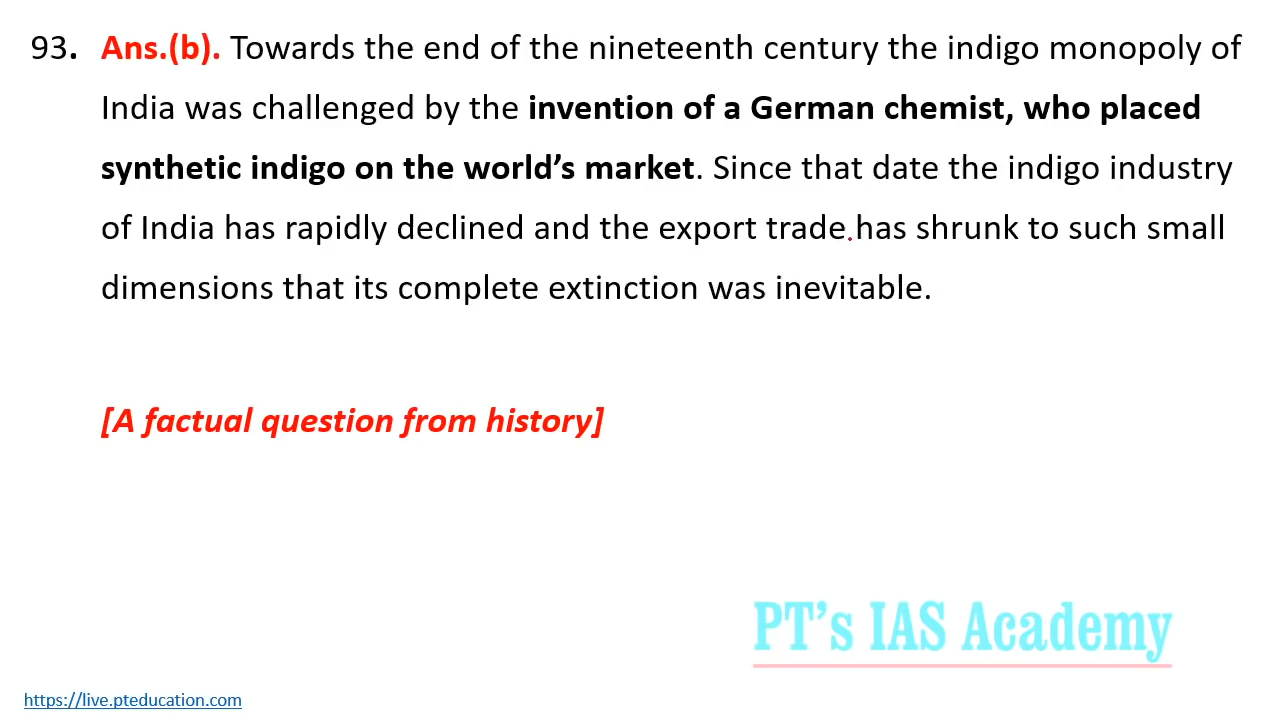 93. Ans.(b). Towards the end of the nineteenth century the indigo monopoly of
India was challenged by the invention of a German chemist, who placed
synthetic indigo on the world’s market. Since that date the indigo industry
of India has rapidly declined and the export trade has shrunk to such small
dimensions that its complete extinction was inevitable.
[A factual question from history]
PT’s IAS Academy
https://live.pteducation.com